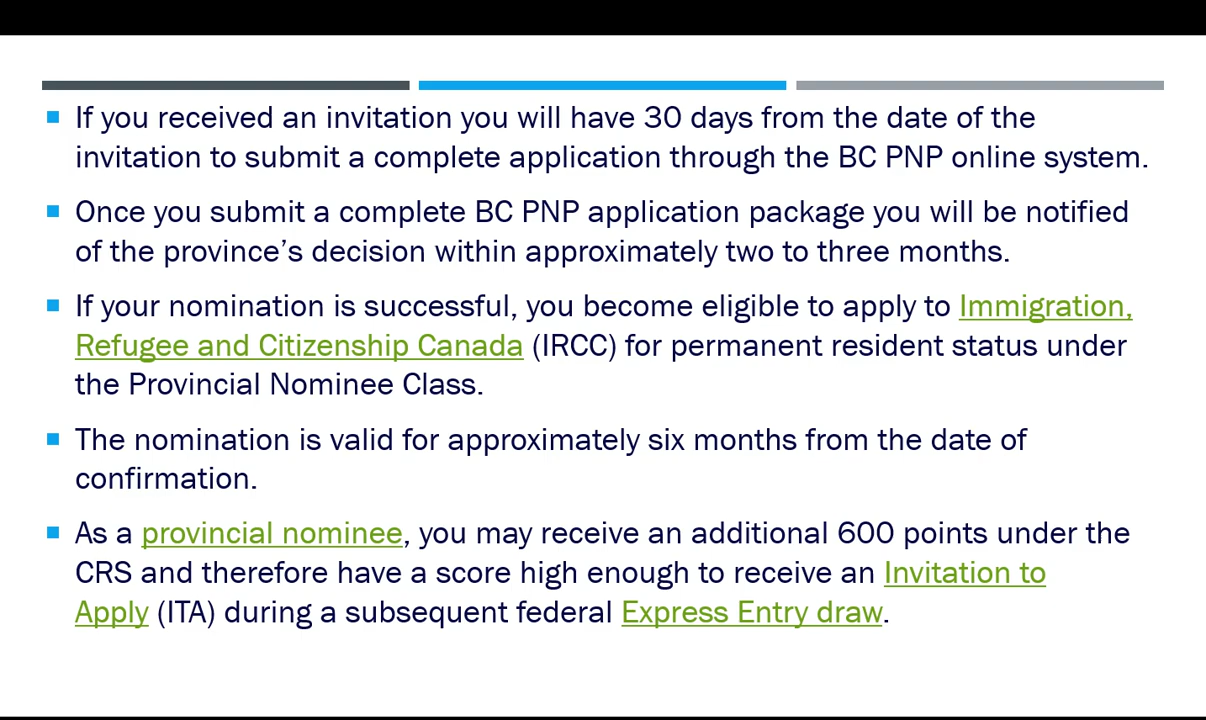 If you received an invitation you will have 30 days from the date of the
invitation to submit a complete application through the BC PNP online system.
Once you submit a complete BC PNP application package you will be notified
of the province’s decision within approximately two to three months.
If your nomination is successful, you become eligible to apply to Immigration,
Refugee and Citizenship Canada (IRCC) for permanent resident status under
the Provincial Nominee Class.
The nomination is valid for approximately six months from the date of
confirmation.
As a provincial nominee, you may receive an additional 600 points under the
CRS and therefore have a score high enough to receive an Invitation to
Apply (ITA) during a subsequent federal Express Entry draw.